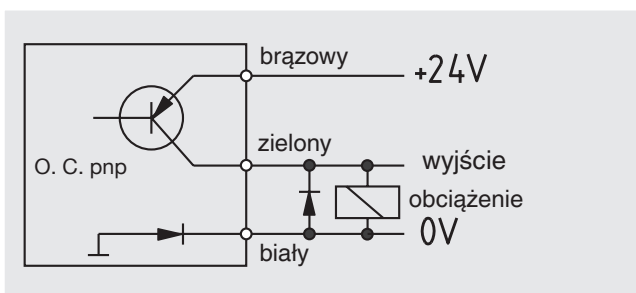 brązowy
+24V
zielony
O. C. pnp
wyjście
obciążenie
0V
biały